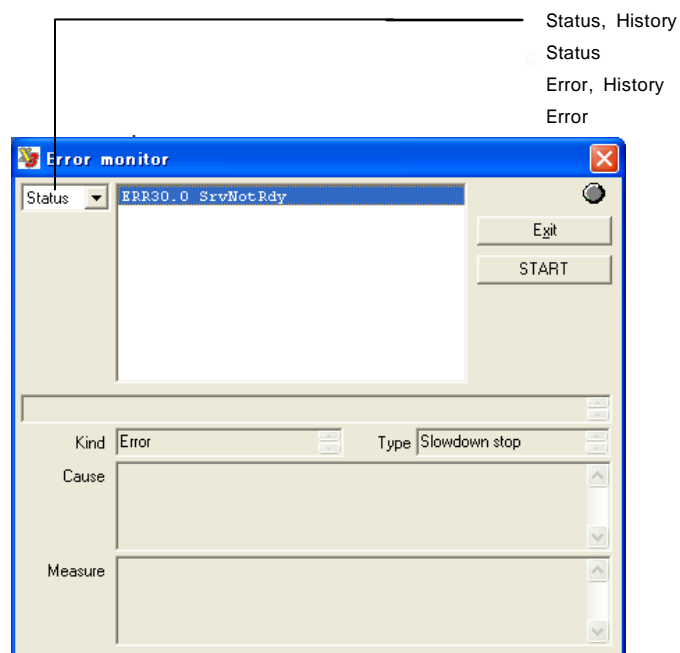 Status, History
Status
Error, History
Error
Error monitor
Status
ERR30.0 SrvNotRdy
Exit
START
Kind Error
Type Slowdown stop
Cause
Measure